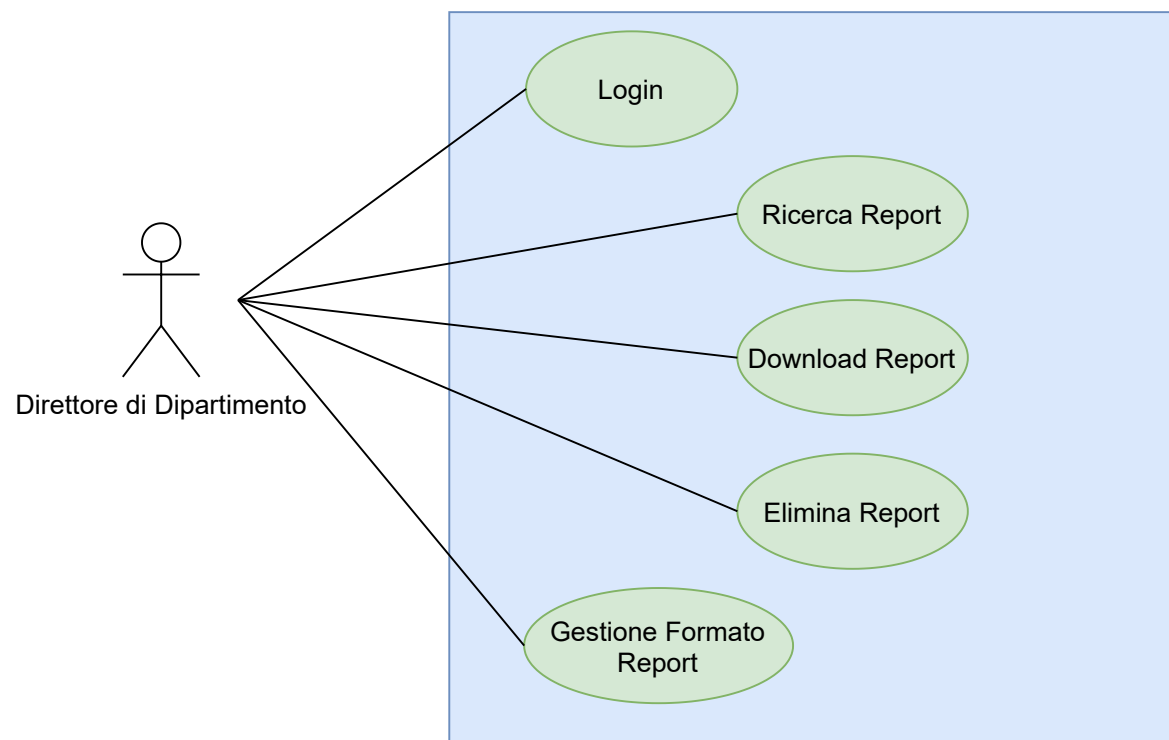 Login
Ricerca Report
Download Report
Direttore di Dipartimento
Elimina Report
Gestione Formato
Report